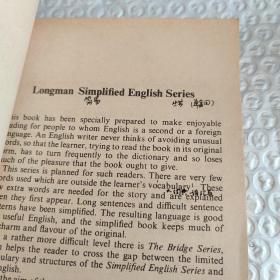 Longman Simplified English Series
简易
is book has been specially prepared to make enjoyable
ding for people to whom English is a second or a foreign
nguage. An English writer never thinks of avoiding unusual
ords, so that the learner, trying to read the book in its original
orm, has to turn frequently to the dictionary and so loses
uch of the pleasure that the book ought to give.
This series is planned for such readers. There are very few
ords used which are outside the learner's vocabulary. These
w extra words are needed for the story and are explained
en they first appear. Long sentences and difficult sentence
tterns have been simplified. The resulting language is good
useful English, and the simplified book keeps much of
charm and flavour of the original.
a rather more difficult level there is The Bridge Series,
h helps the reader to cross the gap between the limited
bulary and structures of the Simplified English Series and
nglish.